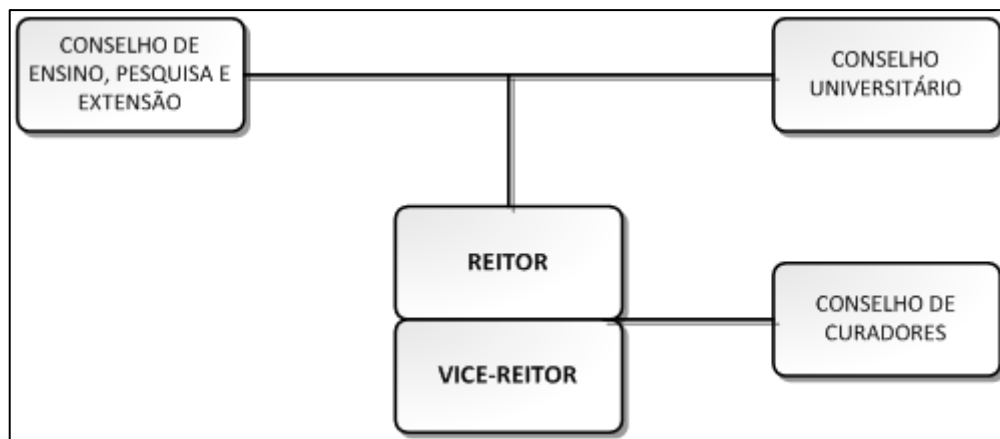 CONSELHO DE
ENSINO, PESQUISA E
EXTENSÃO
CONSELHO
UNIVERSITÁRIO
REITOR
VICE-REITOR
CONSELHO DE
CURADORES